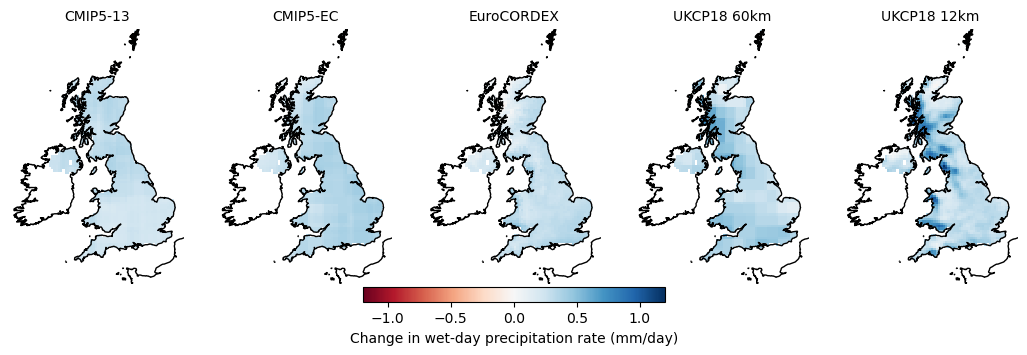 CMIP5-13 CMIP5-EC EuroCORDEX UKCP18 60km UKCP18 12km
−1.0 −0.5 0.0 0.5 1.0
Change in wet-day precipitation rate (mm/day)